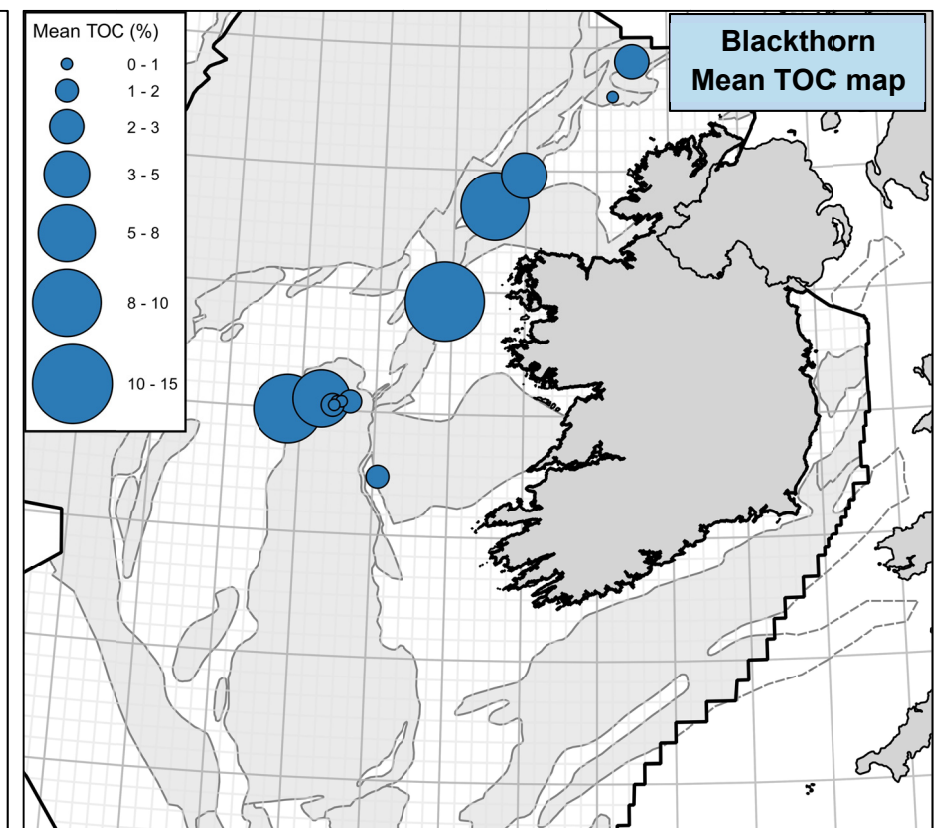 Mean TOC (%)
0 - 1
1 - 2
2 - 3
3 - 5
5 - 8
8 - 10
10 - 15
Blackthorn
Mean TOC map